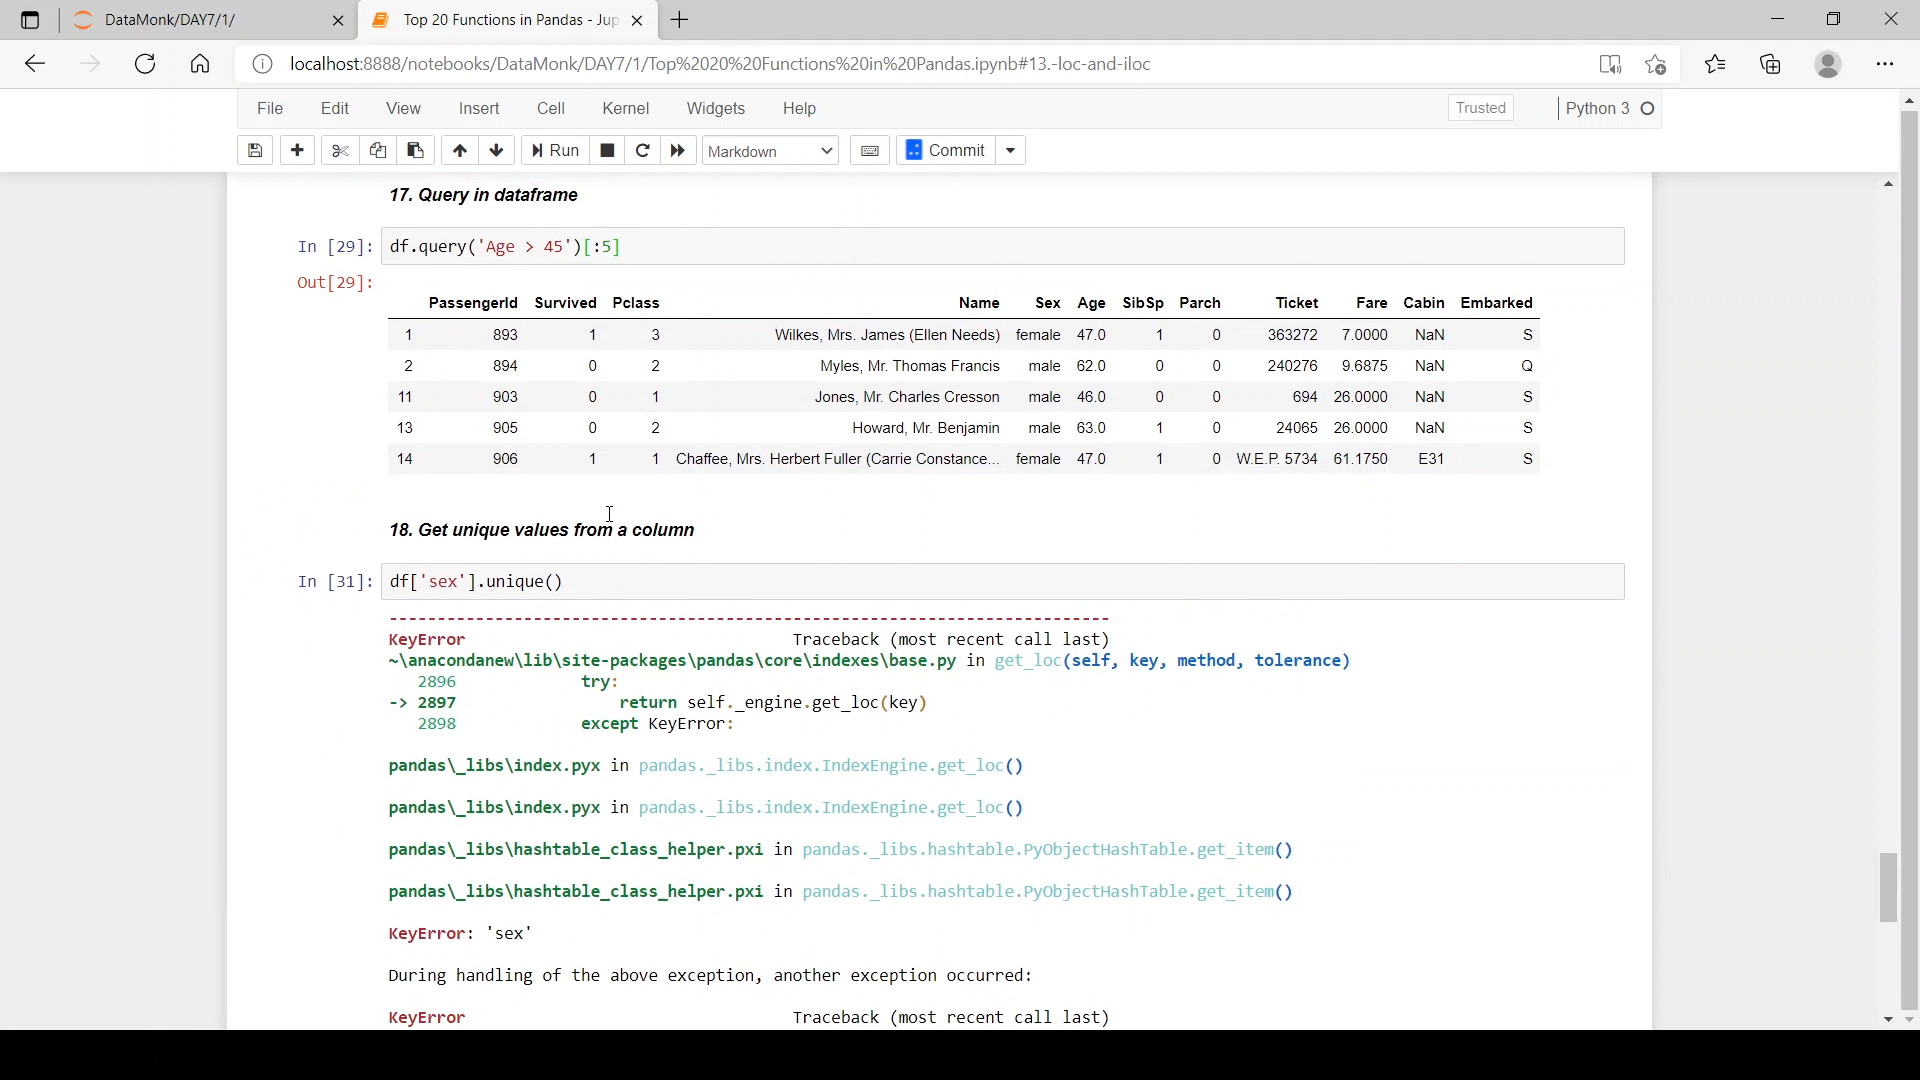 DataMonk/DAY7/1/
Top 20 Functions in Pandas - Jup
localhost:8888/notebooks/DataMonk/DAY7/1/Top%2020%20Functions%20in%20Pandas.ipynb#13.-loc-and-iloc
File Edit View Insert Cell Kernel Widgets Help Trusted Python 3
Run Markdown Commit
17. Query in dataframe
In [29]: df.query('Age > 45')[:5]
Out[29]:
PassengerId Survived Pclass Name Sex Age SibSp Parch Ticket Fare Cabin Embarked
1 893 1 3 Wilkes, Mrs. James (Ellen Needs) female 47.0 1 0 363272 7.0000 NaN S
2 894 0 2 Myles, Mr. Thomas Francis male 62.0 0 0 240276 9.6875 NaN Q
11 903 0 1 Jones, Mr. Charles Cresson male 46.0 0 0 694 26.0000 NaN S
13 905 0 2 Howard, Mr. Benjamin male 63.0 1 0 24065 26.0000 NaN S
14 906 1 1 Chaffee, Mrs. Herbert Fuller (Carrie Constance... female 47.0 1 0 W.E.P. 5734 61.1750 E31 S
18. Get unique values from a column
In [31]: df['sex'].unique()
---------------------------------------------------------------------------
KeyError Traceback (most recent call last)
~\anacondanew\lib\site-packages\pandas\core\indexes\base.py in get_loc(self, key, method, tolerance)
2896 try:
-> 2897 return self._engine.get_loc(key)
2898 except KeyError:
pandas\_libs\index.pyx in pandas._libs.index.IndexEngine.get_loc()
pandas\_libs\index.pyx in pandas._libs.index.IndexEngine.get_loc()
pandas\_libs\hashtable_class_helper.pxi in pandas._libs.hashtable.PyObjectHashTable.get_item()
pandas\_libs\hashtable_class_helper.pxi in pandas._libs.hashtable.PyObjectHashTable.get_item()
KeyError: 'sex'
During handling of the above exception, another exception occurred:
KeyError Traceback (most recent call last)